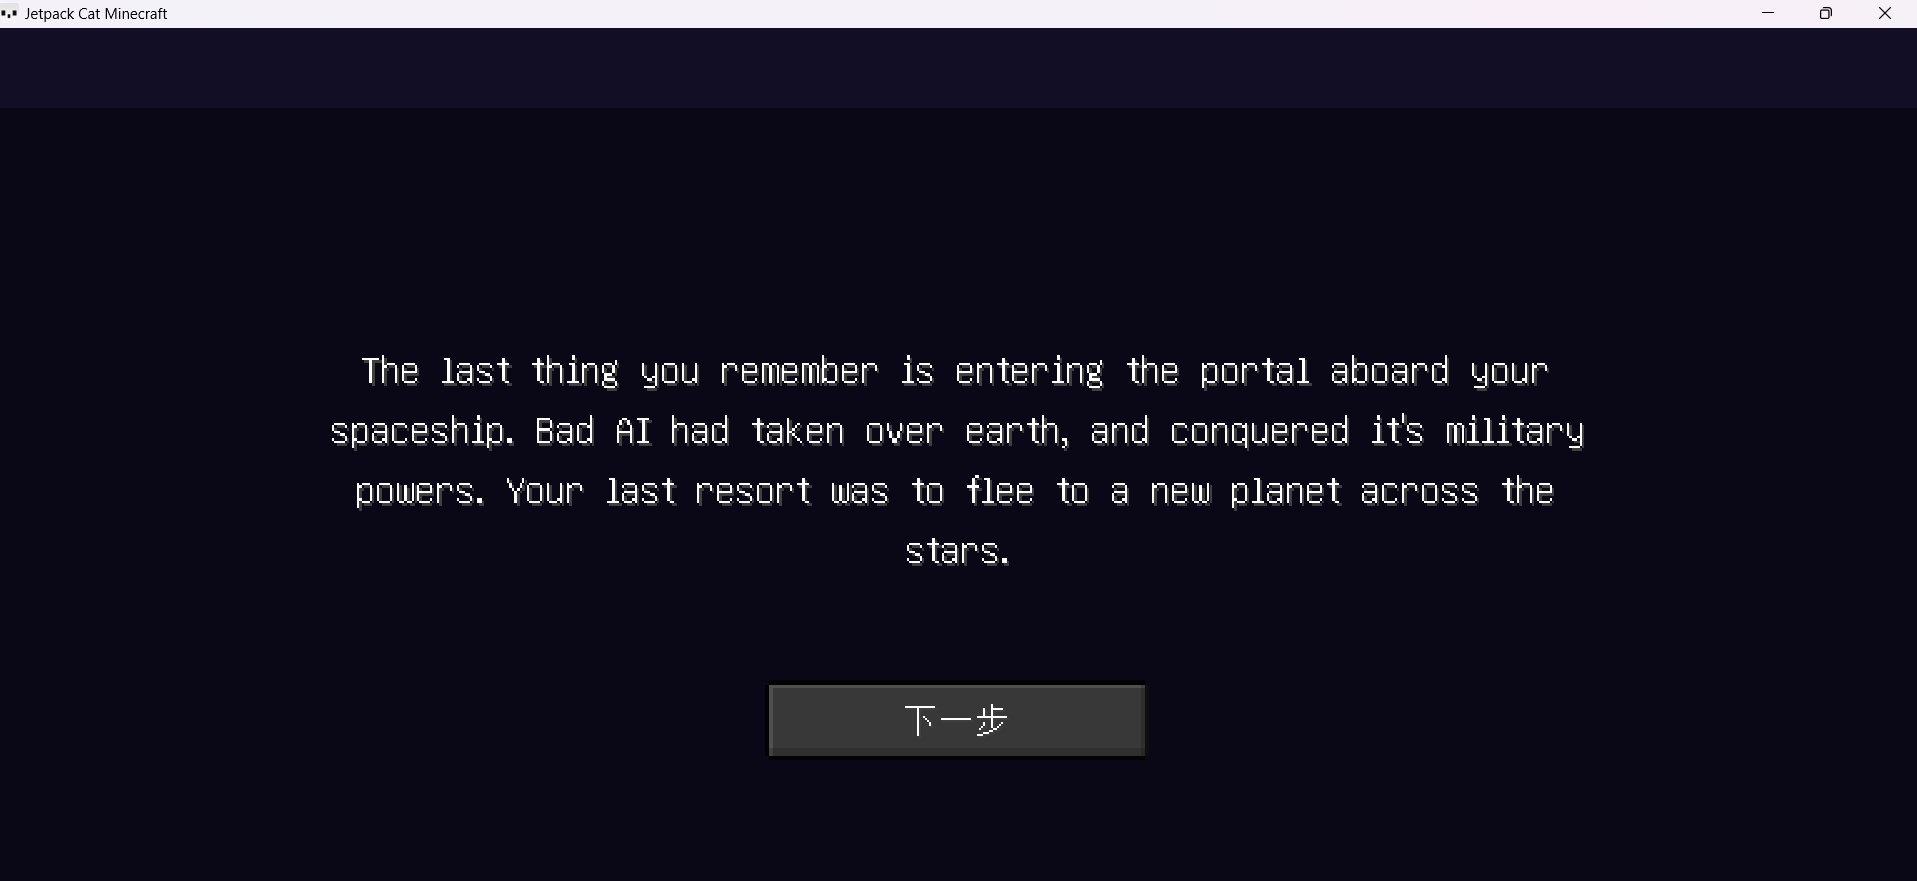 Jetpack Cat Minecraft
The last thing you remember is entering the portal aboard your
spaceship. Bad AI had taken over earth, and conquered it's military
powers. Your last resort was to flee to a new planet across the
stars.
下一步